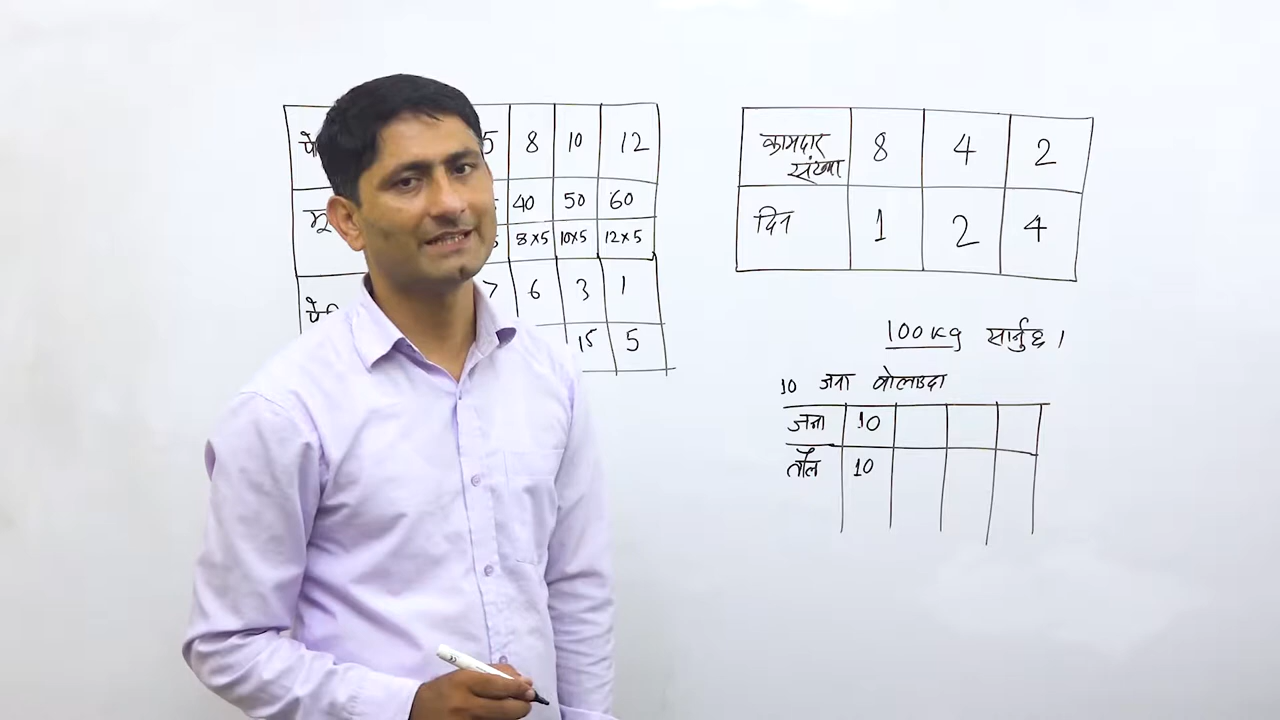 8 10 12
40 50 60
8×5 10×5 12×5
7 6 3 1
15 5
कामदार संख्या 8 4 2
दिन 1 2 4
100 kg सार्नुछ ।
10 जना बोलाउदा
जना 10
तौल 10